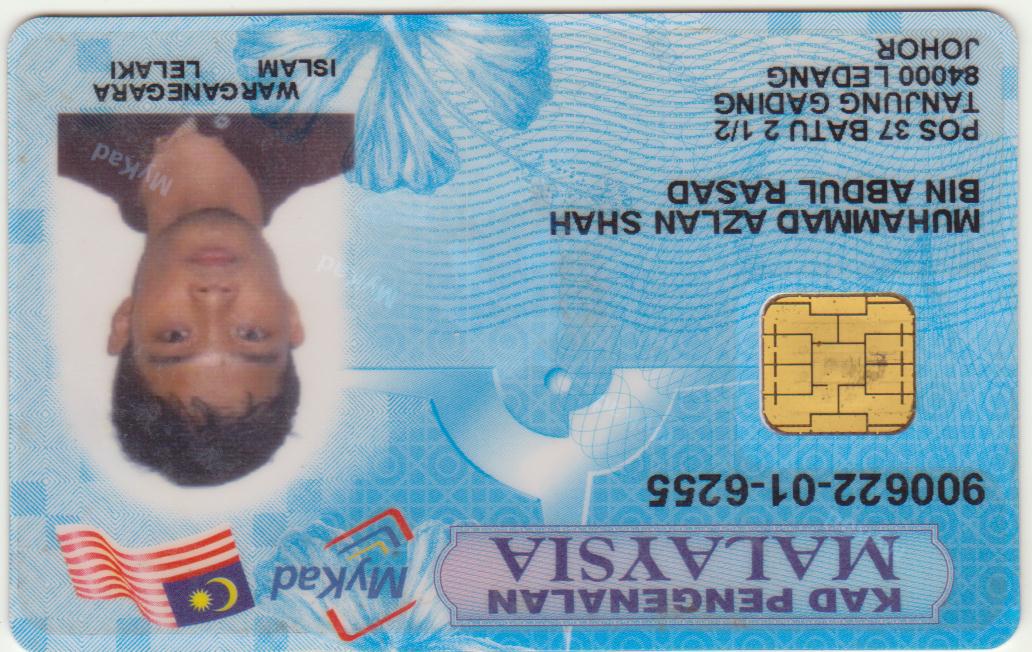 KAD PENGENALAN
MALAYSIA
MyKad
900622-01-6255
MyKad
MUHAMMAD AZLAN SHAH
BIN ABDUL RASAD
MyKad
POS 37 BATU 2 1/2
TANJUNG GADING
84000 LEDANG
JOHOR
WARGANEGARA
ISLAM LELAKI